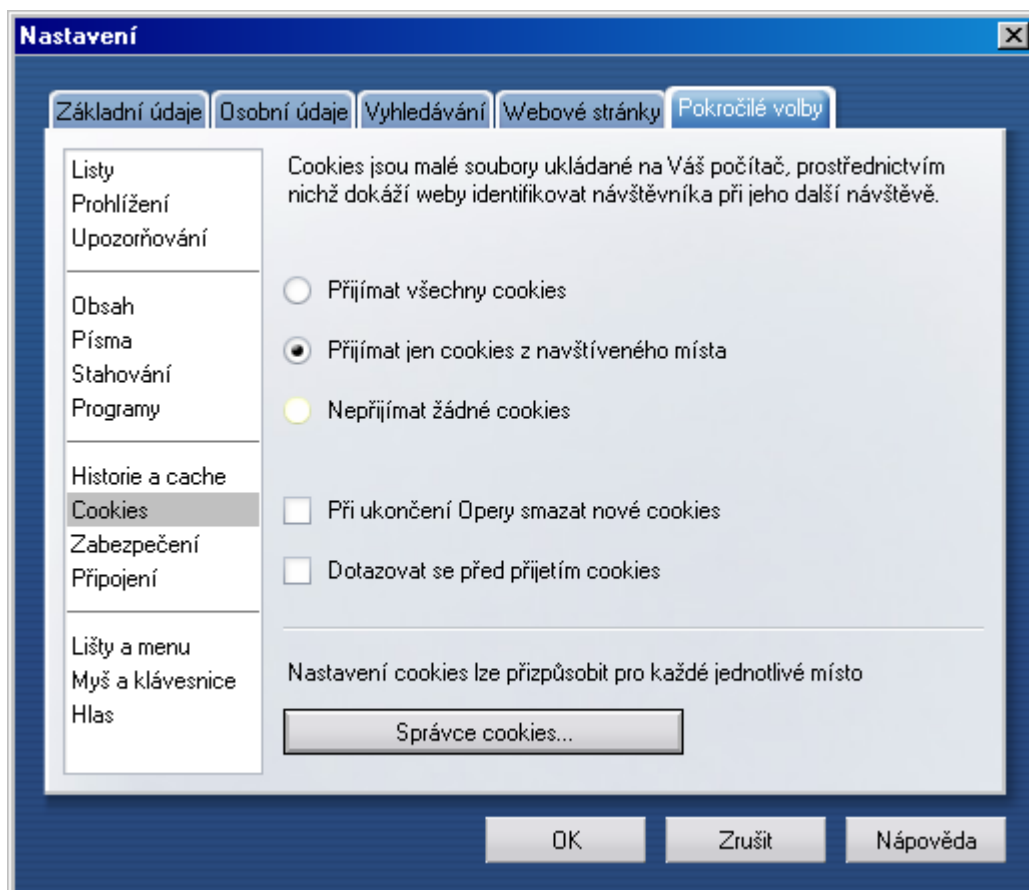 Nastavení
Základní údaje Osobní údaje Vyhledávání Webové stránky Pokročilé volby
Listy
Prohlížení
Upozorňování
Obsah
Písma
Stahování
Programy
Historie a cache
Cookies
Zabezpečení
Připojení
Lišty a menu
Myš a klávesnice
Hlas
Cookies jsou malé soubory ukládané na Váš počítač, prostřednictvím
nichž dokáží weby identifikovat návštěvníka při jeho další návštěvě.
Přijímat všechny cookies
Přijímat jen cookies z navštíveného místa
Nepřijímat žádné cookies
Při ukončení Opery smazat nové cookies
Dotazovat se před přijetím cookies
Nastavení cookies lze přizpůsobit pro každé jednotlivé místo
Správce cookies...
OK Zrušit Nápověda